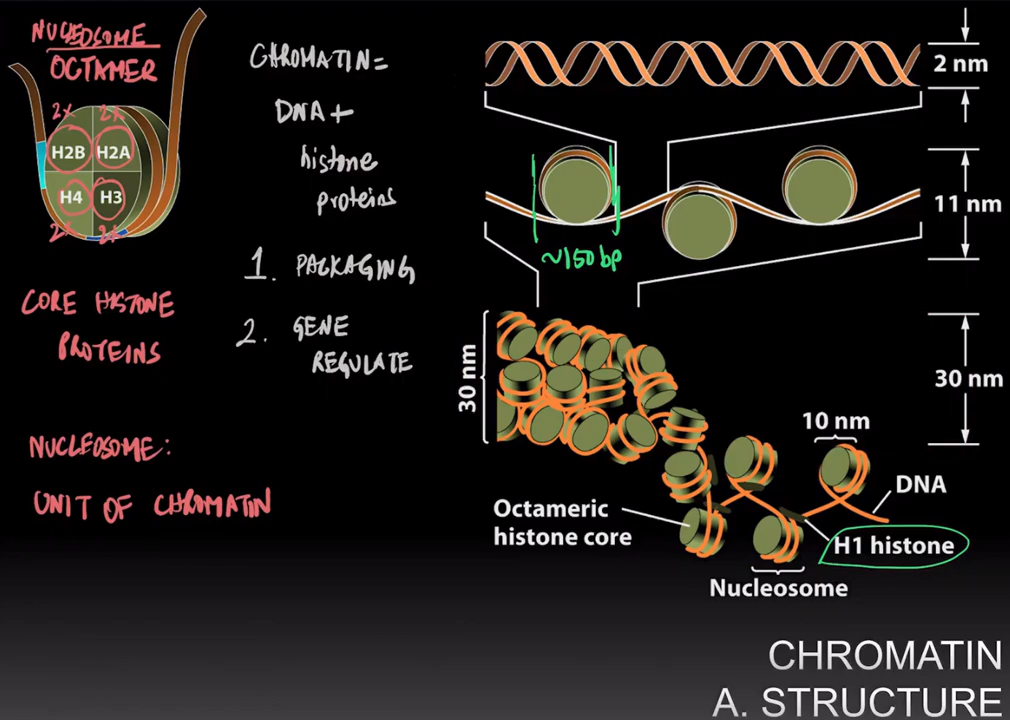 NUCLEOSOME
OCTAMER
2x 2x
H2B H2A
H4 H3
2x 2x
CORE HISTONE
PROTEINS
NUCLEOSOME:
UNIT OF CHROMATIN
CHROMATIN=
DNA+
histone
proteins
1. PACKAGING
2. GENE
REGULATE
2 nm
11 nm
~150 bp
30 nm
30 nm
10 nm
DNA
Octameric
histone core
H1 histone
Nucleosome
CHROMATIN
A. STRUCTURE